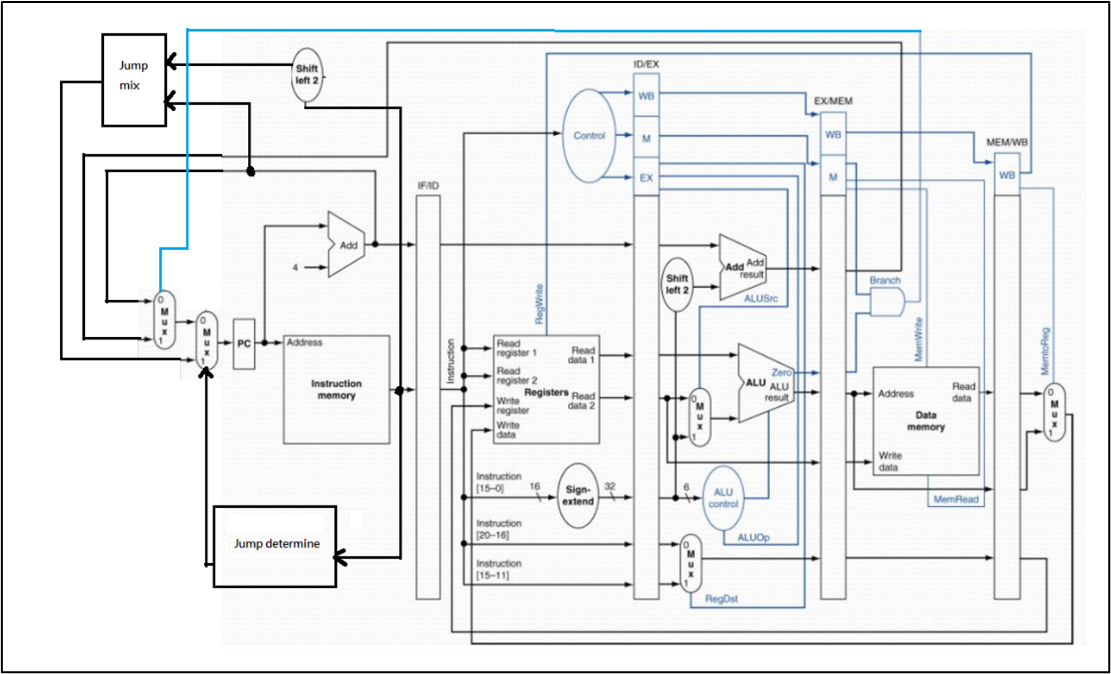 Jump
mix
Shift
left 2
ID/EX
WB
Control
M
EX
EX/MEM
WB
M
MEM/WB
WB
IF/ID
Add
4
0
M
u
x
1
0
M
u
x
1
PC
Address
Instruction
memory
Instruction
RegWrite
Read
register 1
Read
register 2
Write
register
Write
data
Registers
Read
data 1
Read
data 2
Shift
left 2
Add
Add
result
ALUSrc
ALU
Zero
ALU
result
0
M
u
x
1
Branch
MemWrite
Address
Read
data
Data
memory
Write
data
MemRead
MemtoReg
0
M
u
x
1
Instruction
[15–0]
16
Sign-
extend
32
6
ALU
control
ALUOp
Instruction
[20–16]
Instruction
[15–11]
0
M
u
x
1
RegDst
Jump determine